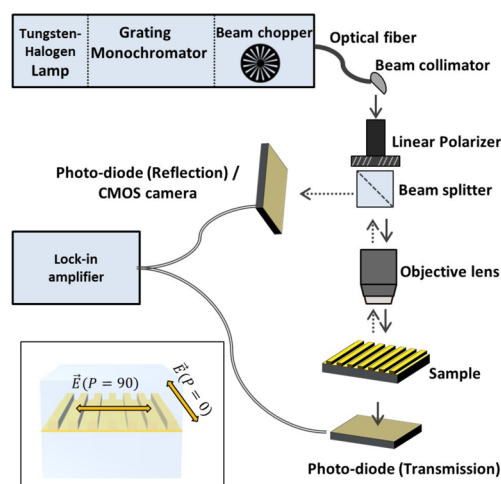 Tungsten-
Halogen
Lamp
Grating
Monochromator
Beam chopper
Optical fiber
Beam collimator
Linear Polarizer
Photo-diode (Reflection) /
CMOS camera
Beam splitter
Lock-in
amplifier
Objective lens
Sample
E⃗(P = 90)
E⃗(P = 0)
Photo-diode (Transmission)